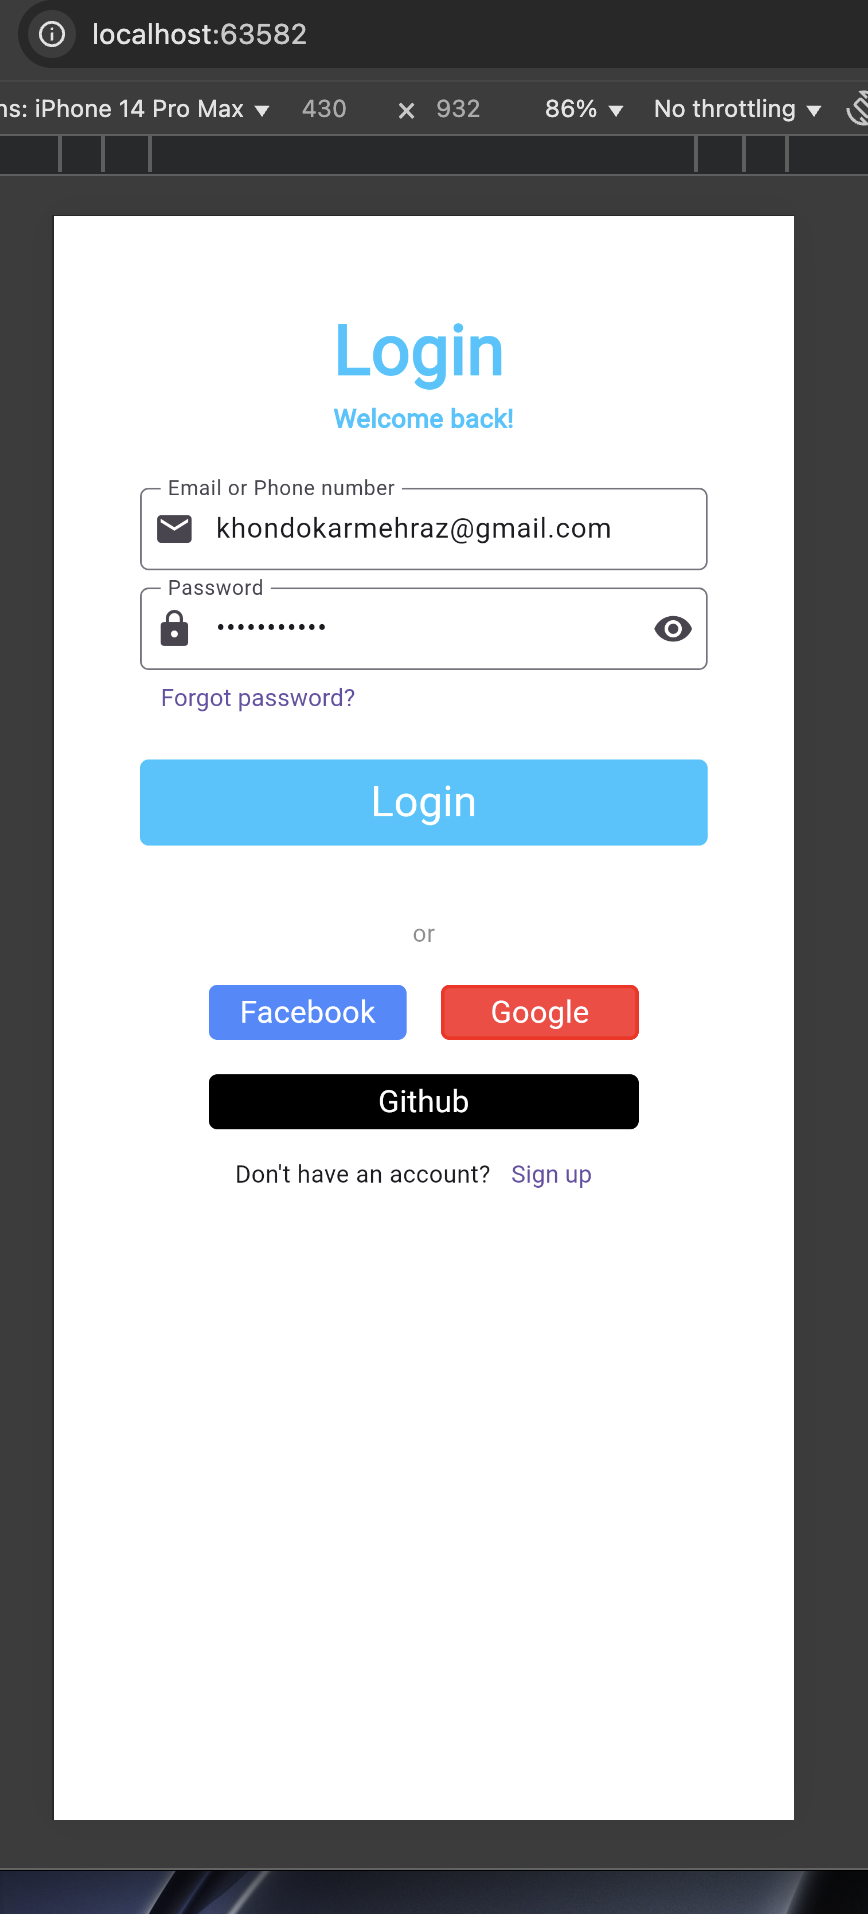 localhost:63582
ns: iPhone 14 Pro Max ▼ 430 × 932 86% ▼ No throttling ▼
Login
Welcome back!
Email or Phone number
khondokarmehraz@gmail.com
Password
•••••••••••
Forgot password?
Login
or
Facebook Google
Github
Don't have an account? Sign up